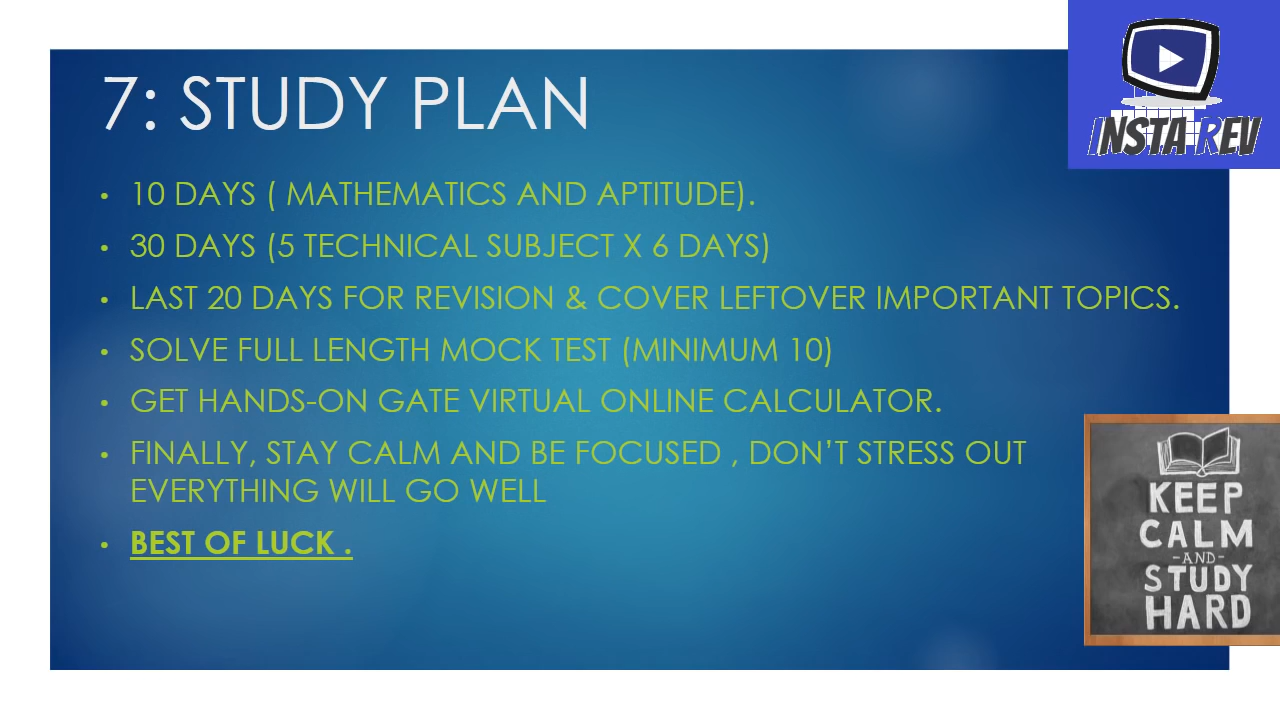 7: STUDY PLAN
INSTA REV
• 10 DAYS ( MATHEMATICS AND APTITUDE).
• 30 DAYS (5 TECHNICAL SUBJECT X 6 DAYS)
• LAST 20 DAYS FOR REVISION & COVER LEFTOVER IMPORTANT TOPICS.
• SOLVE FULL LENGTH MOCK TEST (MINIMUM 10)
• GET HANDS-ON GATE VIRTUAL ONLINE CALCULATOR.
• FINALLY, STAY CALM AND BE FOCUSED , DON’T STRESS OUT
EVERYTHING WILL GO WELL
• BEST OF LUCK .
KEEP
CALM
-AND-
STUDY
HARD